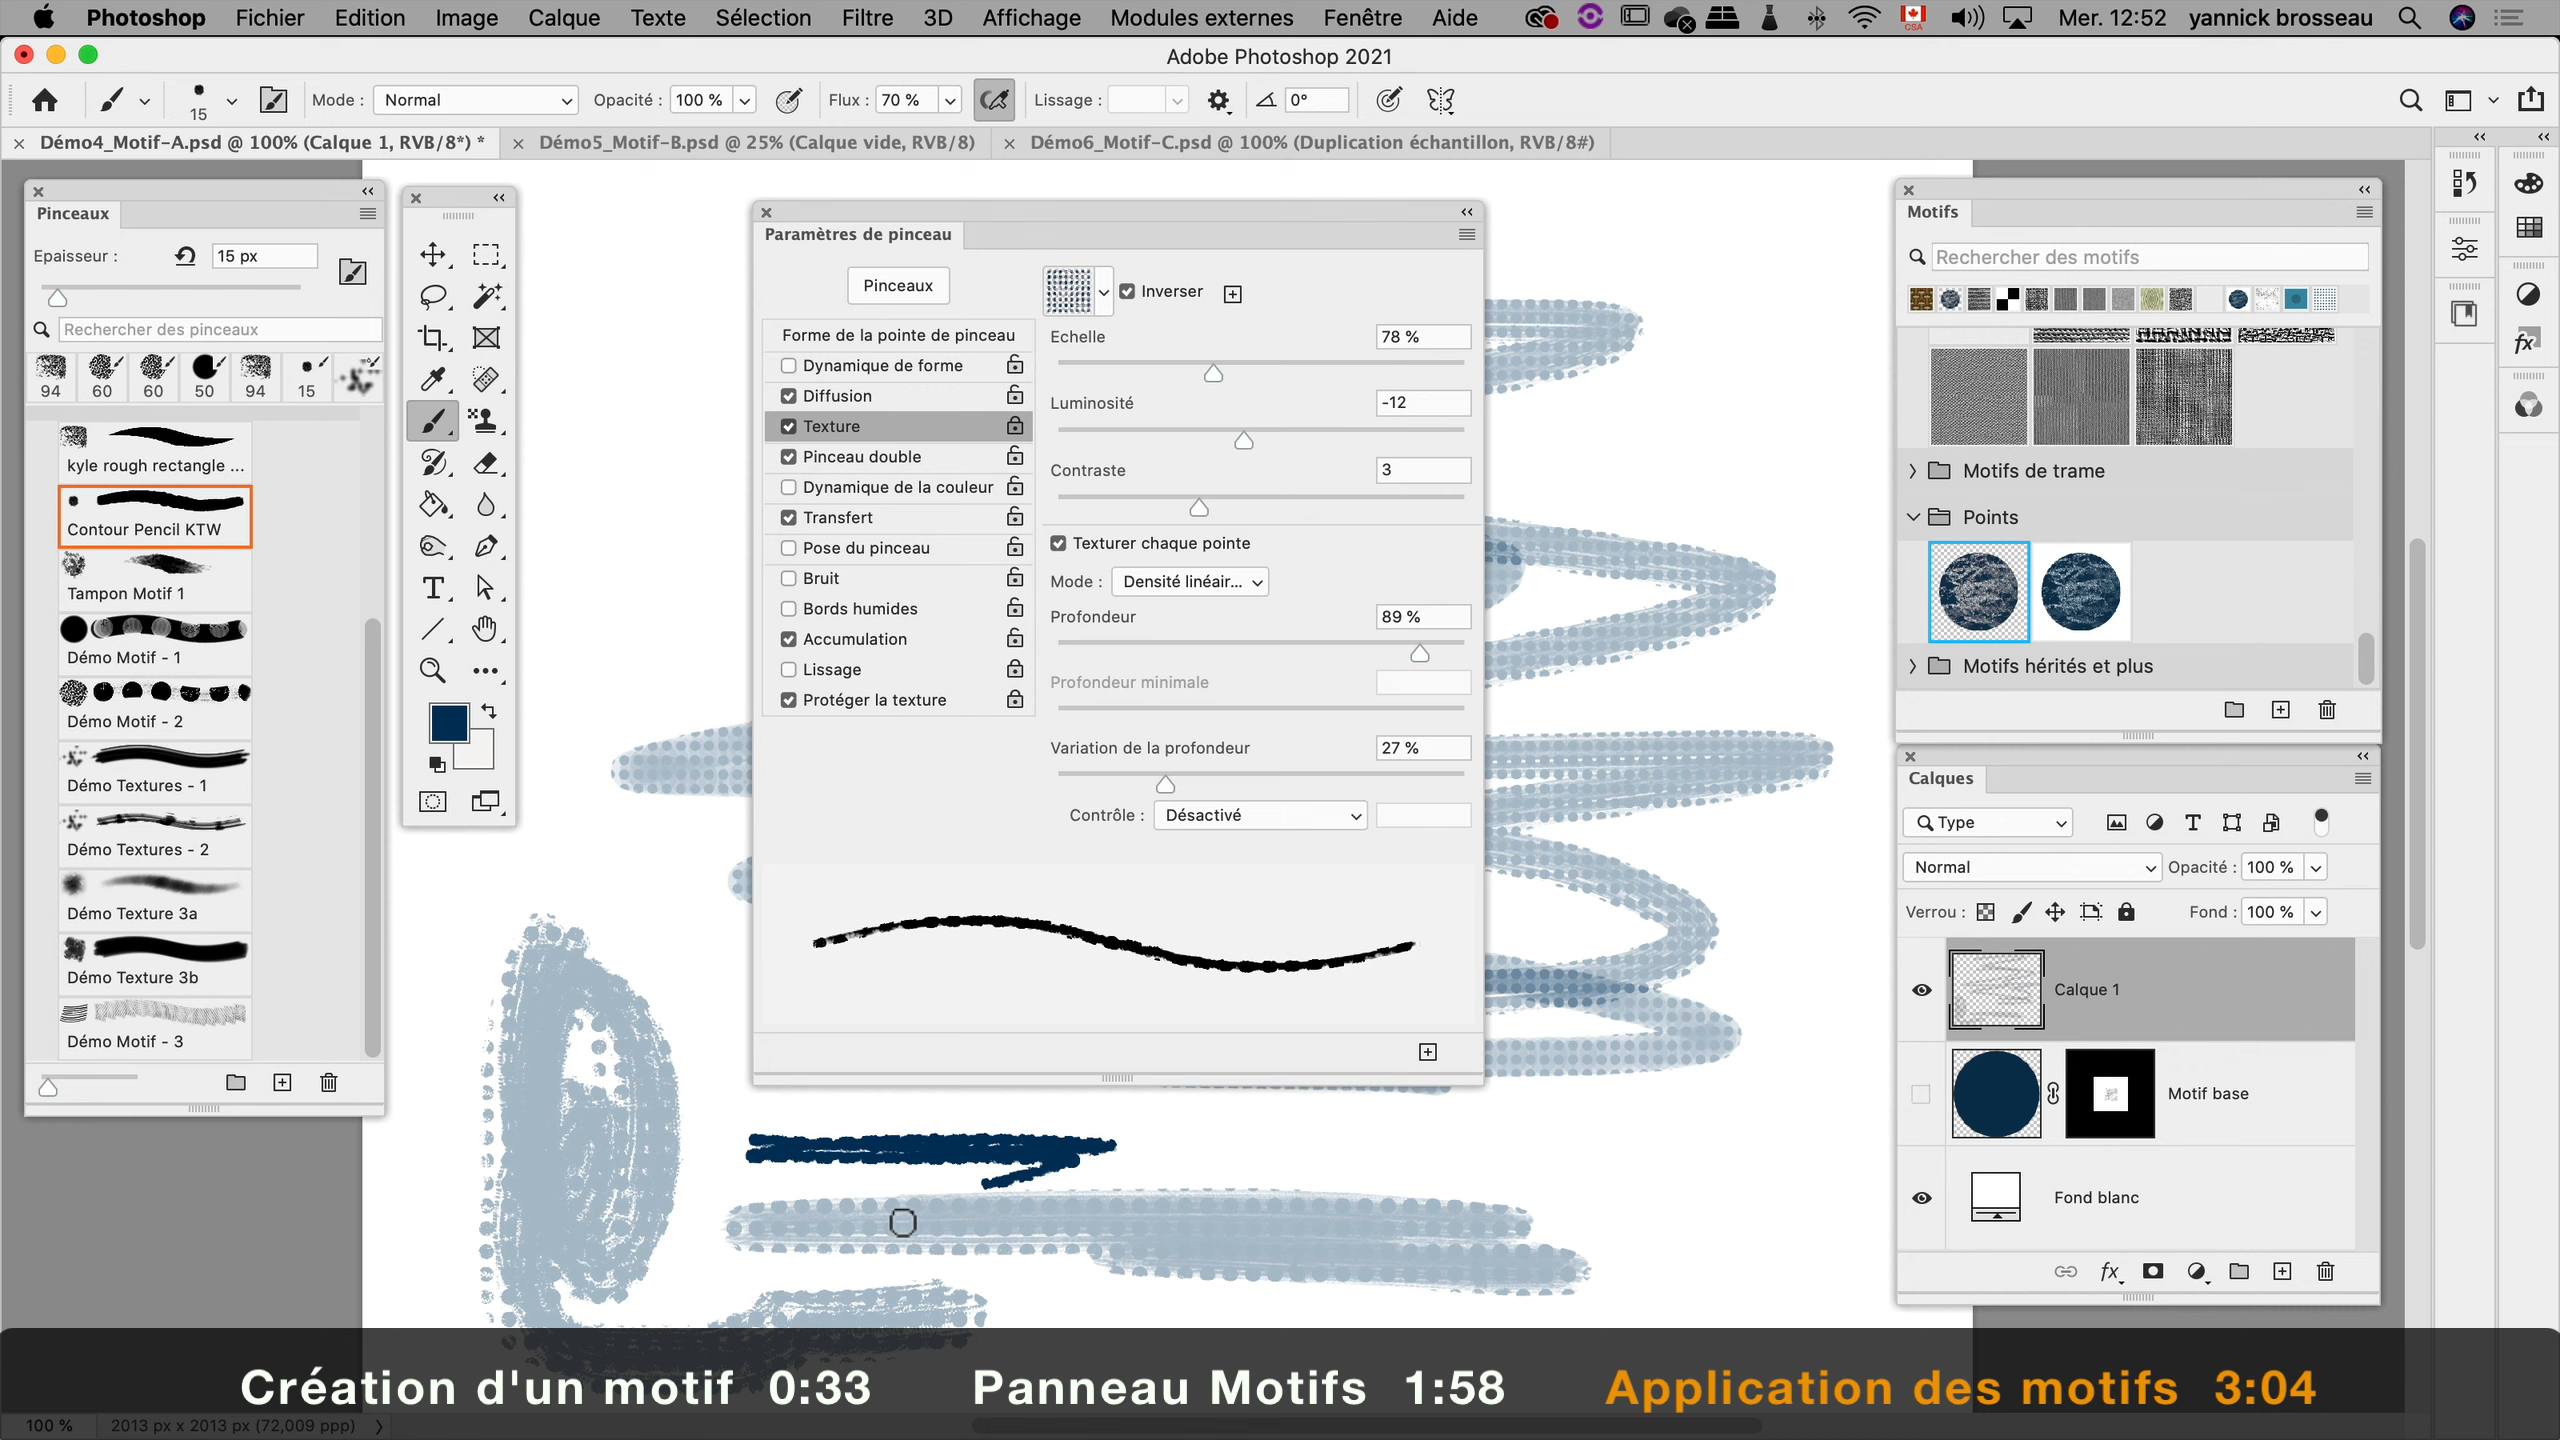 Photoshop Fichier Edition Image Calque Texte Sélection Filtre 3D Affichage Modules externes Fenêtre Aide CSA Mer. 12:52 yannick brosseau
Adobe Photoshop 2021
15 Mode : Normal Opacité : 100 % Flux : 70 % Lissage : 0°
Démo4_Motif-A.psd @ 100% (Calque 1, RVB/8*) * Démo5_Motif-B.psd @ 25% (Calque vide, RVB/8) Démo6_Motif-C.psd @ 100% (Duplication échantillon, RVB/8#)
Pinceaux
Epaisseur : 15 px
Rechercher des pinceaux
94 60 60 50 94 15
kyle rough rectangle ...
Contour Pencil KTW
Tampon Motif 1
Démo Motif - 1
Démo Motif - 2
Démo Textures - 1
Démo Textures - 2
Démo Texture 3a
Démo Texture 3b
Démo Motif - 3
T
Paramètres de pinceau
Pinceaux
Forme de la pointe de pinceau
Dynamique de forme
Diffusion
Texture
Pinceau double
Dynamique de la couleur
Transfert
Pose du pinceau
Bruit
Bords humides
Accumulation
Lissage
Protéger la texture
Inverser
Echelle 78 %
Luminosité -12
Contraste 3
Texturer chaque pointe
Mode : Densité linéair...
Profondeur 89 %
Profondeur minimale
Variation de la profondeur 27 %
Contrôle : Désactivé
Motifs
Rechercher des motifs
Motifs de trame
Points
Motifs hérités et plus
Calques
Type
Normal Opacité : 100 %
Verrou : Fond : 100 %
Calque 1
Motif base
Fond blanc
fx
Création d'un motif 0:33 Panneau Motifs 1:58 Application des motifs 3:04
100 % 2013 px x 2013 px (72,009 ppp)